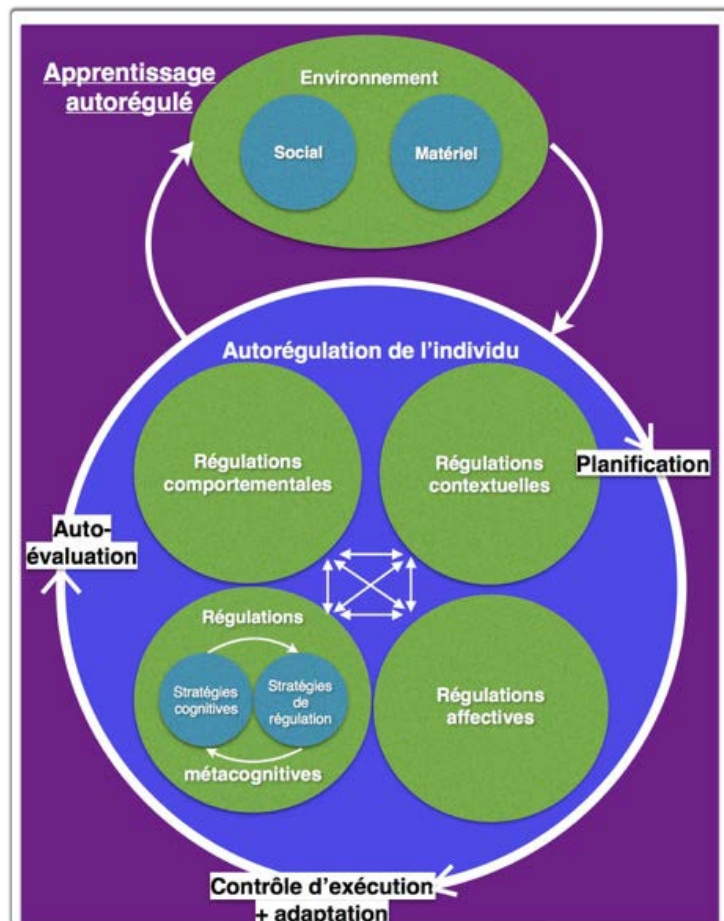 Apprentissage
autorégulé
Environnement
Social
Matériel
Autorégulation de l'individu
Régulations
comportementales
Régulations
contextuelles
Planification
Auto-
évaluation
Régulations
Stratégies
cognitives
Stratégies
de
régulation
métacognitives
Régulations
affectives
Contrôle d'exécution
+ adaptation